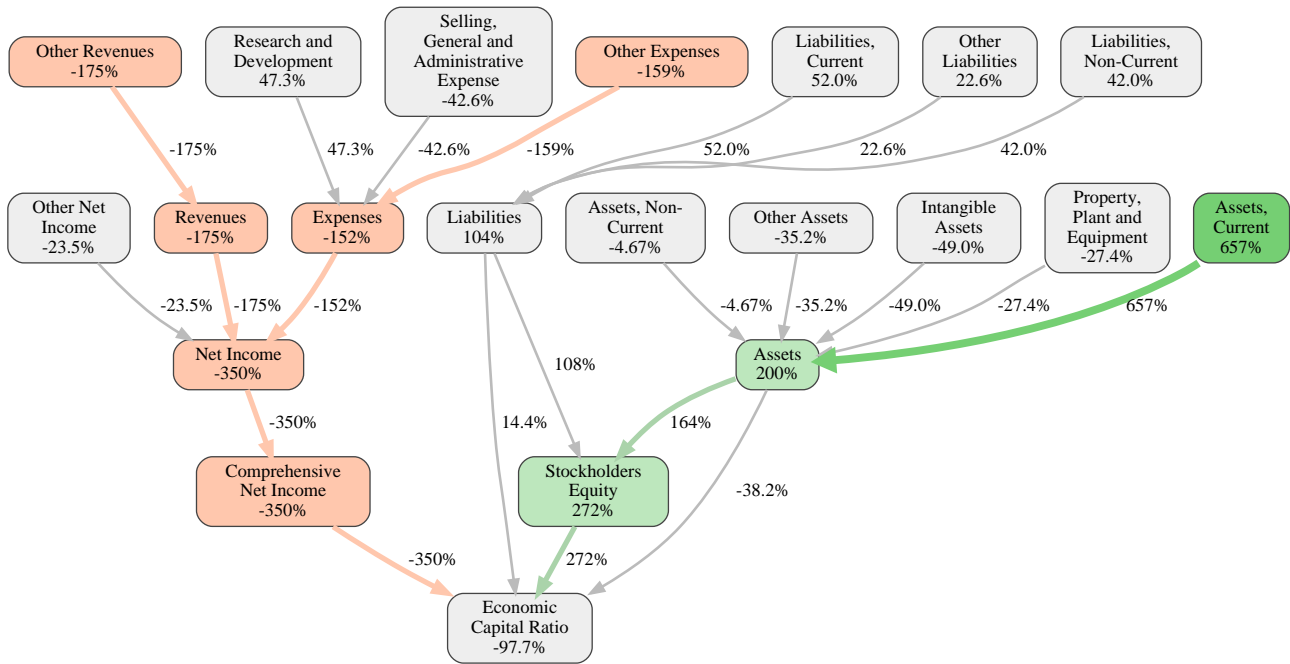 Other Revenues
-175%
Research and
Development
47.3%
Selling,
General and
Administrative
Expense
-42.6%
Other Expenses
-159%
Liabilities,
Current
52.0%
Other
Liabilities
22.6%
Liabilities,
Non-Current
42.0%
-175%
47.3%
-42.6%
-159%
52.0%
22.6%
42.0%
Other Net
Income
-23.5%
Revenues
-175%
Expenses
-152%
Liabilities
104%
Assets, Non-
Current
-4.67%
Other Assets
-35.2%
Intangible
Assets
-49.0%
Property,
Plant and
Equipment
-27.4%
Assets,
Current
657%
-23.5%
-175%
-152%
-4.67%
-35.2%
-49.0%
-27.4%
657%
Net Income
-350%
108%
Assets
200%
-350%
14.4%
164%
Comprehensive
Net Income
-350%
Stockholders
Equity
272%
-38.2%
-350%
272%
Economic
Capital Ratio
-97.7%